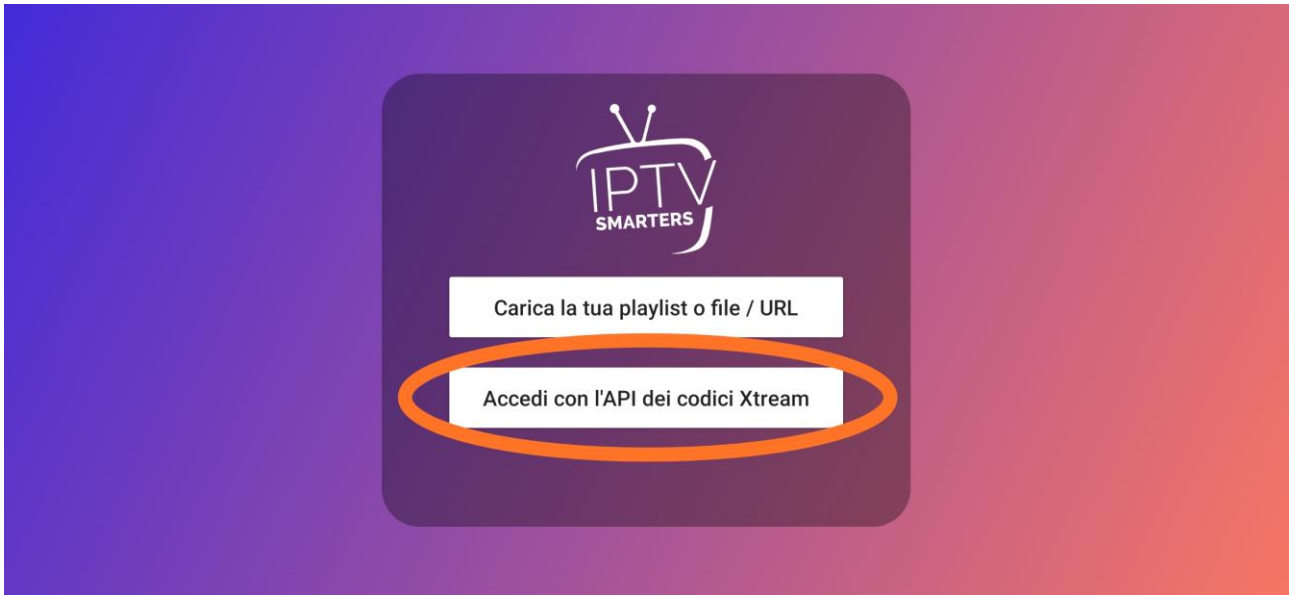 IPTV
SMARTERS
Carica la tua playlist o file / URL
Accedi con l'API dei codici Xtream